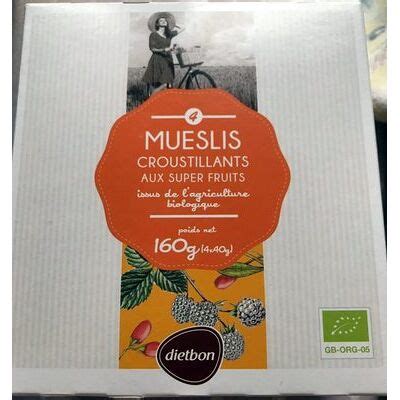 4
MUESLIS
CROUSTILLANTS
AUX SUPER FRUITS
issus de l'agriculture
biologique
poids net
160g (4x40g)
dietbon
GB-ORG-05